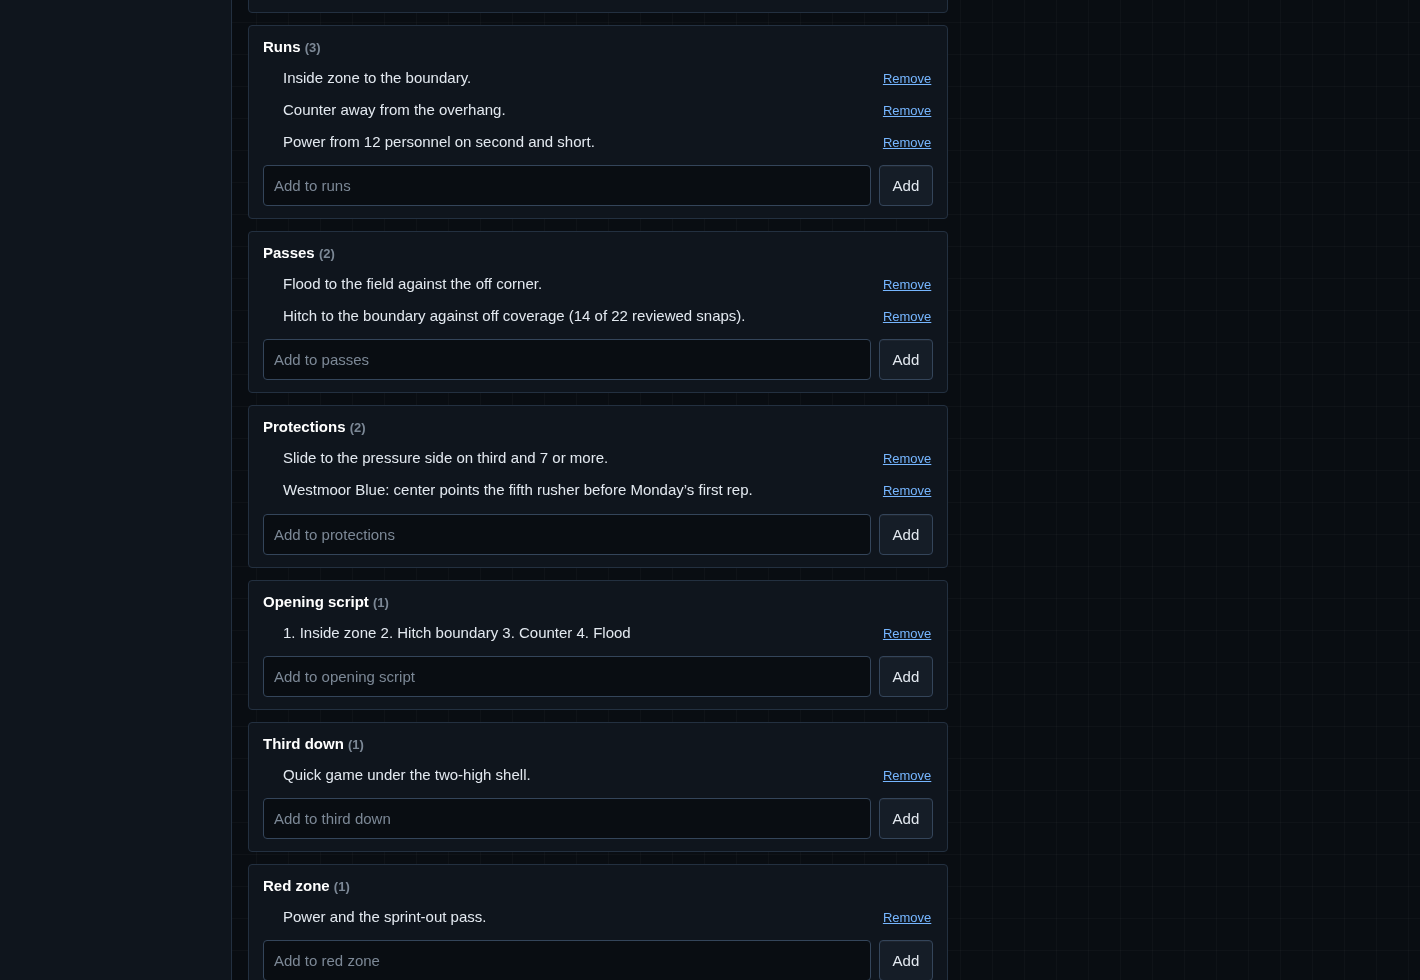 Runs (3)
Inside zone to the boundary. Remove
Counter away from the overhang. Remove
Power from 12 personnel on second and short. Remove
Add to runs Add
Passes (2)
Flood to the field against the off corner. Remove
Hitch to the boundary against off coverage (14 of 22 reviewed snaps). Remove
Add to passes Add
Protections (2)
Slide to the pressure side on third and 7 or more. Remove
Westmoor Blue: center points the fifth rusher before Monday’s first rep. Remove
Add to protections Add
Opening script (1)
1. Inside zone 2. Hitch boundary 3. Counter 4. Flood Remove
Add to opening script Add
Third down (1)
Quick game under the two-high shell. Remove
Add to third down Add
Red zone (1)
Power and the sprint-out pass. Remove
Add to red zone Add